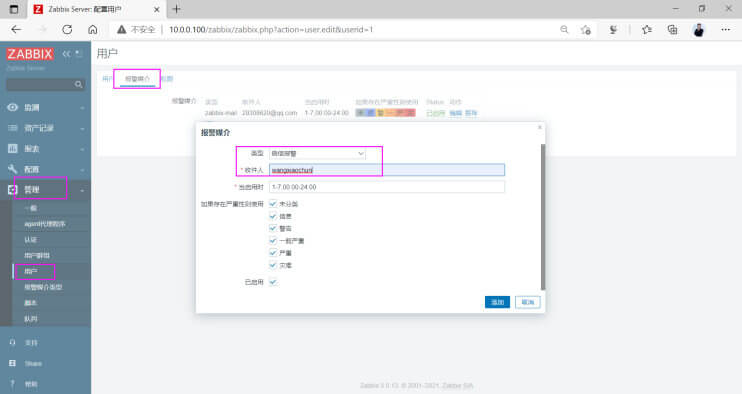 Zabbix Server: 配置用户
不安全 | 10.0.0.100/zabbix/zabbix.php?action=user.edit&userid=1
ZABBIX
Zabbix Server
监测
资产记录
报表
配置
管理
一般
agent代理程序
认证
用户群组
用户
报警媒介类型
脚本
队列
支持
Share
帮助
用户
用户 报警媒介 权限
报警媒介 类型 收件人 当启用时 如果存在严重性则使用 Status 动作
zabbix-mail 1-7,00:00-24:00 已启用 编辑 移除
报警媒介
类型 微信报警
* 收件人 wangxiaochun
* 当启用时 1-7,00:00-24:00
如果存在严重性则使用 未分类
信息
警告
一般严重
严重
灾难
已启用
添加 取消
Zabbix 5.0.13. © 2001–2021, Zabbix SIA